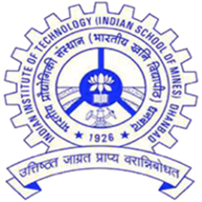 INDIAN INSTITUTE OF TECHNOLOGY (INDIAN SCHOOL OF MINES) DHANBAD
भारतीय प्रौद्योगिकी संस्थान (भारतीय खनि विद्यापीठ) धनबाद
1926
उत्तिष्ठत जाग्रत प्राप्य वरान्निबोधत